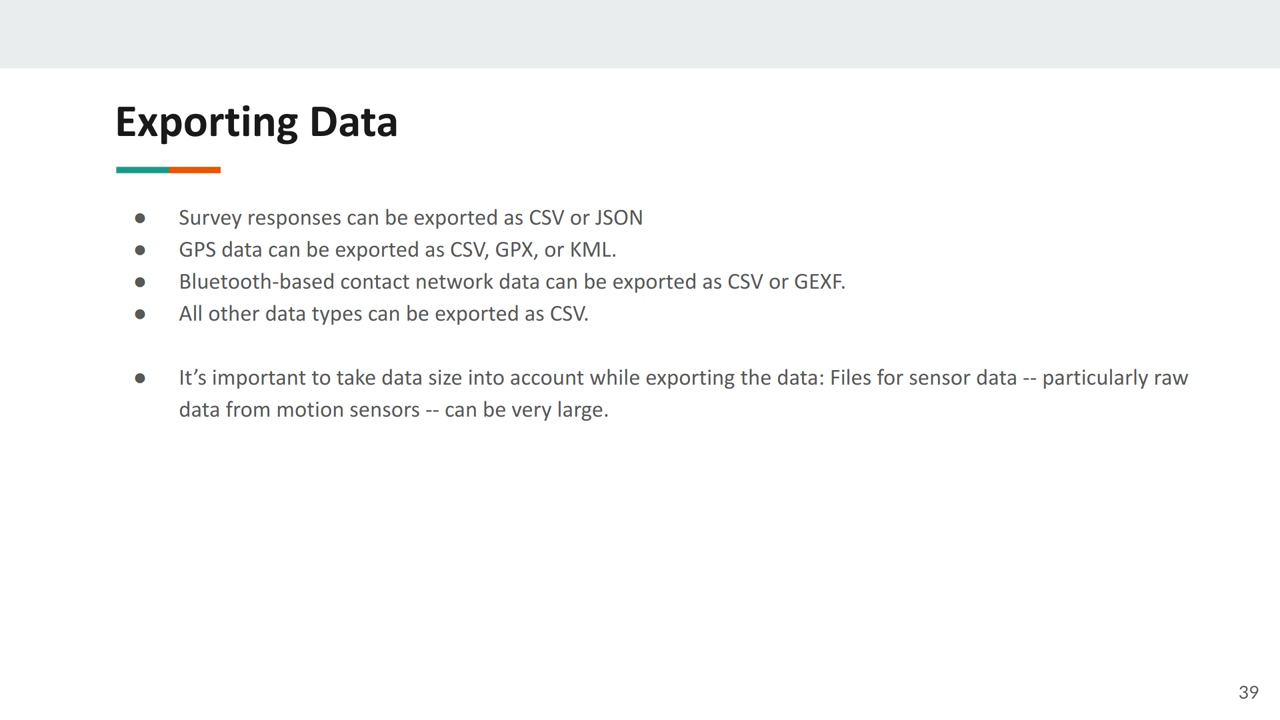 Exporting Data
● Survey responses can be exported as CSV or JSON
● GPS data can be exported as CSV, GPX, or KML.
● Bluetooth-based contact network data can be exported as CSV or GEXF.
● All other data types can be exported as CSV.
● It’s important to take data size into account while exporting the data: Files for sensor data -- particularly raw
data from motion sensors -- can be very large.
39